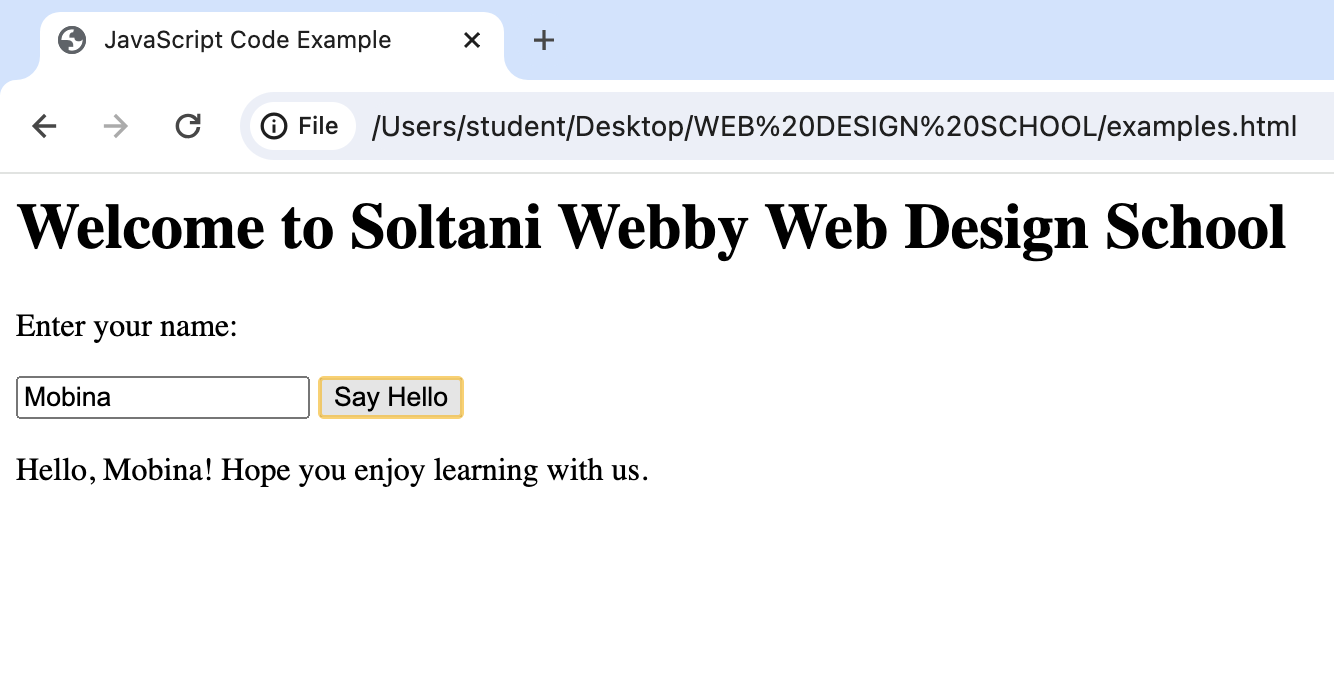 JavaScript Code Example
File /Users/student/Desktop/WEB%20DESIGN%20SCHOOL/examples.html
Welcome to Soltani Webby Web Design School
Enter your name:
Mobina Say Hello
Hello, Mobina! Hope you enjoy learning with us.